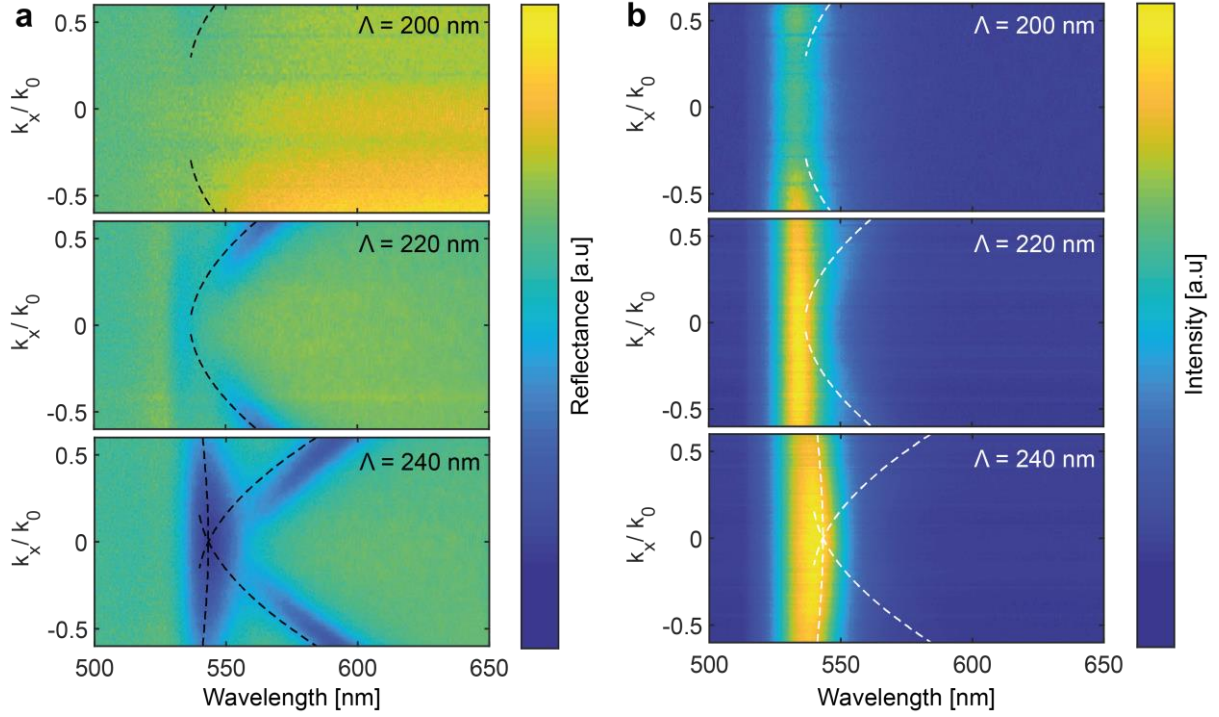 a
Λ = 200 nm
k_x/ k_0
0.5
0
-0.5
Λ = 220 nm
k_x/ k_0
0.5
0
-0.5
Λ = 240 nm
k_x/ k_0
0.5
0
-0.5
500 550 600 650
Wavelength [nm]
Reflectance [a.u]
b
Λ = 200 nm
k_x/ k_0
0.5
0
-0.5
Λ = 220 nm
k_x/ k_0
0.5
0
-0.5
Λ = 240 nm
k_x/ k_0
0.5
0
-0.5
500 550 600 650
Wavelength [nm]
Intensity [a.u]